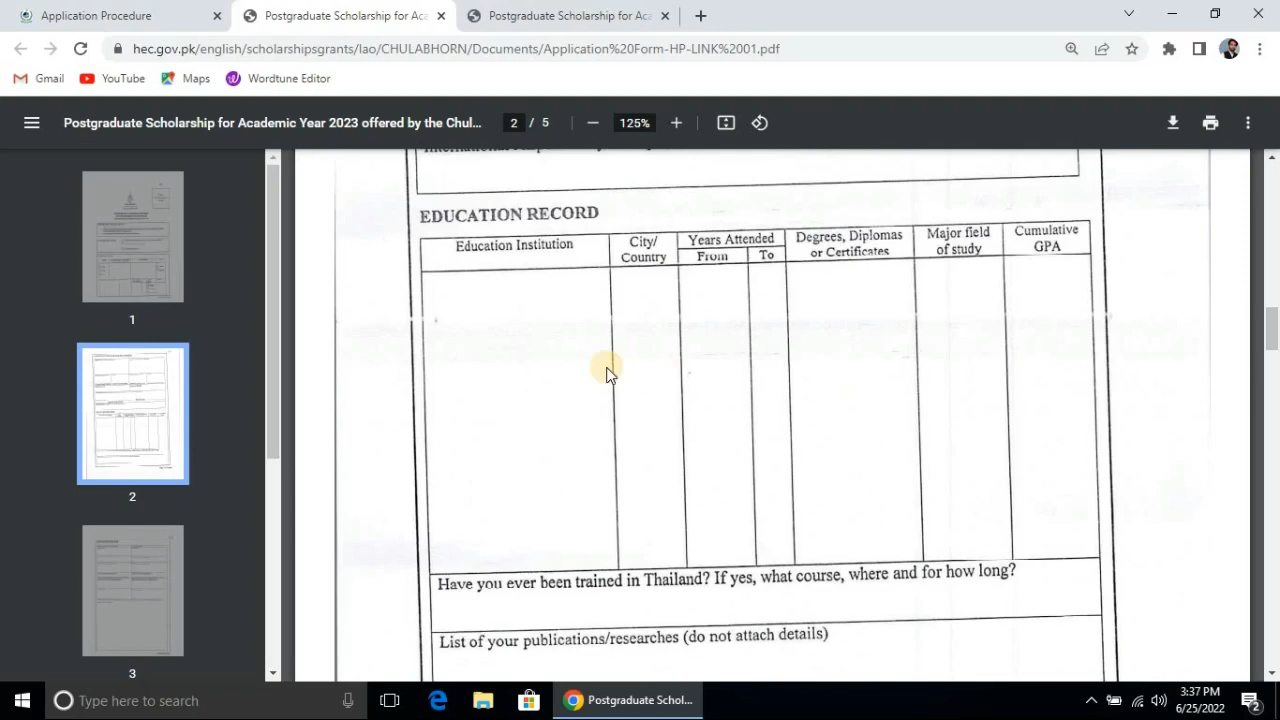 Application Procedure
Postgraduate Scholarship for Aca
Postgraduate Scholarship for Aca
hec.gov.pk/english/scholarshipsgrants/lao/CHULABHORN/Documents/Application%20Form-HP-LINK%2001.pdf
Gmail
YouTube
Maps
Wordtune Editor
Postgraduate Scholarship for Academic Year 2023 offered by the Chul...
2 / 5
125%
1
2
3
EDUCATION RECORD
Education Institution
City/
Country
Years Attended
From
To
Degrees, Diplomas
or Certificates
Major field
of study
Cumulative
GPA
Have you ever been trained in Thailand? If yes, what course, where and for how long?
List of your publications/researches (do not attach details)
Type here to search
Postgraduate Schol...
3:37 PM
6/25/2022
2